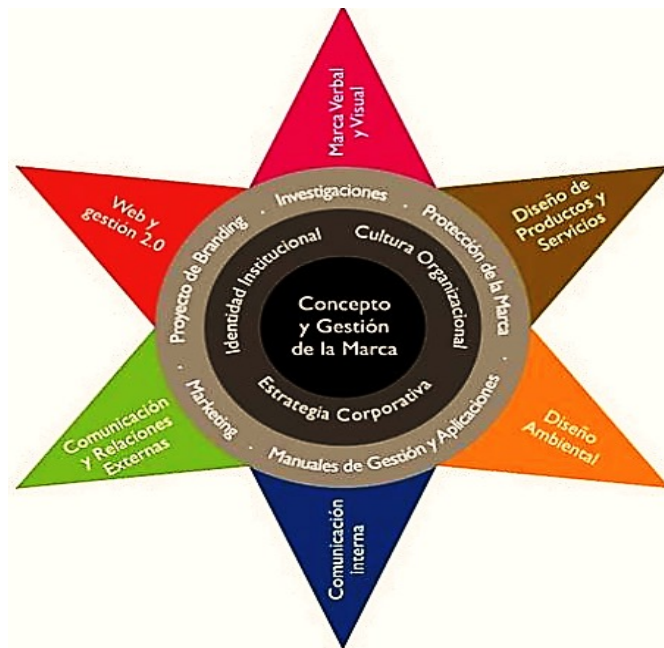 Marca Verbal
y Visual
Diseño de
Productos y
Servicios
Diseño
Ambiental
Comunicación
interna
Comunicación
y Relaciones
Externas
Web y
gestión 2.0
Proyecto de Branding · Investigaciones · Protección de la Marca · Manuales de Gestión y Aplicaciones · Marketing
Identidad Institucional
Cultura Organizacional
Estrategia Corporativa
Concepto
y Gestión
de la Marca